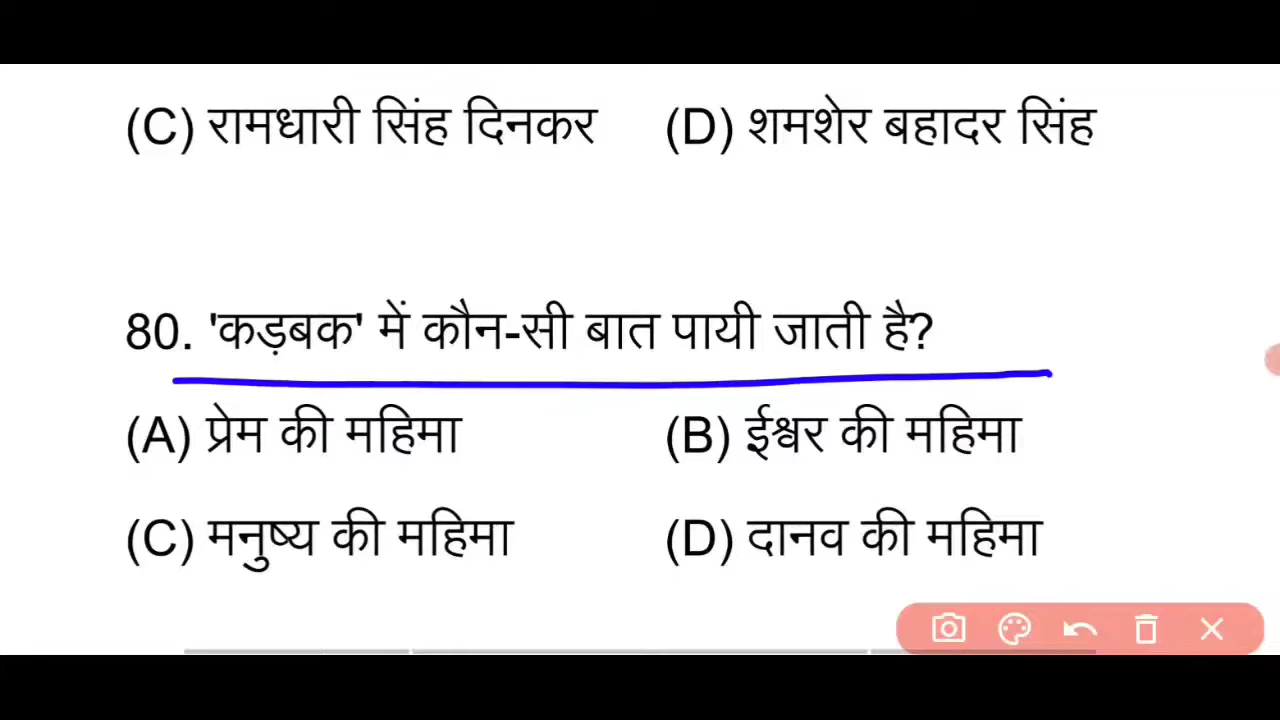 (C) रामधारी सिंह दिनकर (D) शमशेर बहादर सिंह
80. 'कड़बक' में कौन-सी बात पायी जाती है?
(A) प्रेम की महिमा (B) ईश्वर की महिमा
(C) मनुष्य की महिमा (D) दानव की महिमा